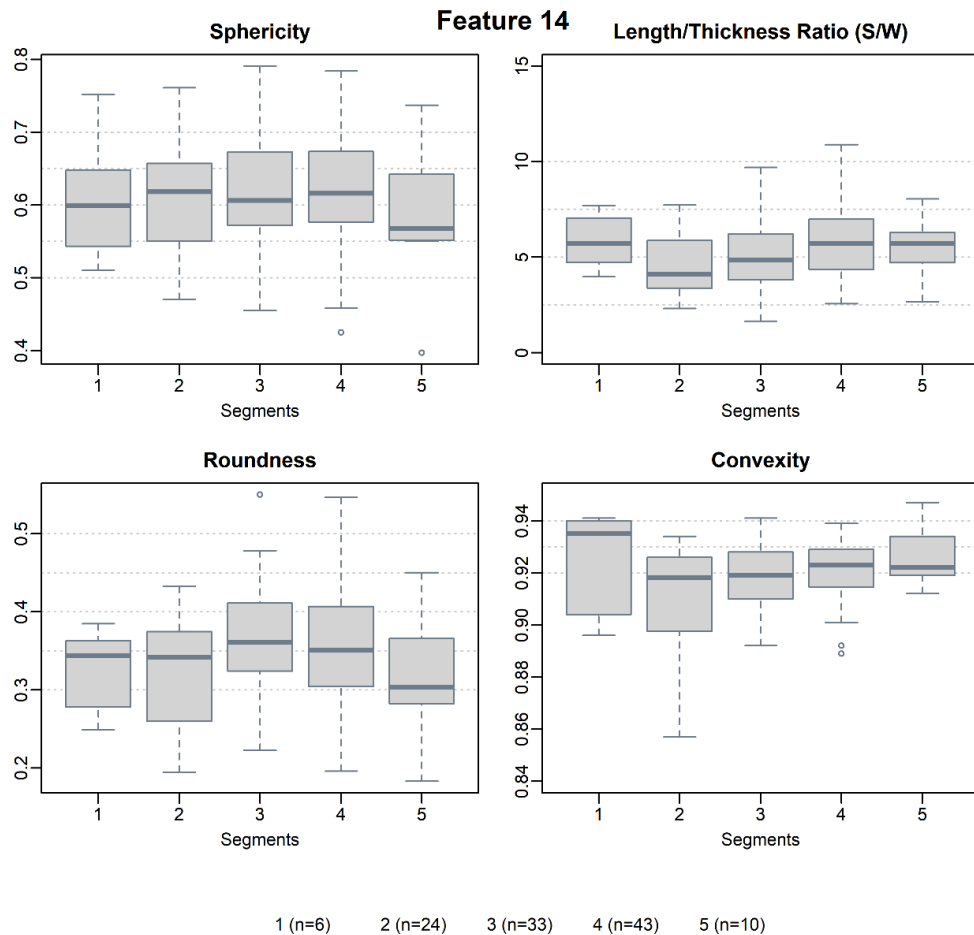 Feature 14
Sphericity
0.8
0.7
0.6
0.5
0.4
1 2 3 4 5
Segments
Length/Thickness Ratio (S/W)
15
10
5
0
1 2 3 4 5
Segments
Roundness
0.5
0.4
0.3
0.2
1 2 3 4 5
Segments
Convexity
0.94
0.92
0.90
0.88
0.86
0.84
1 2 3 4 5
Segments
1 (n=6) 2 (n=24) 3 (n=33) 4 (n=43) 5 (n=10)